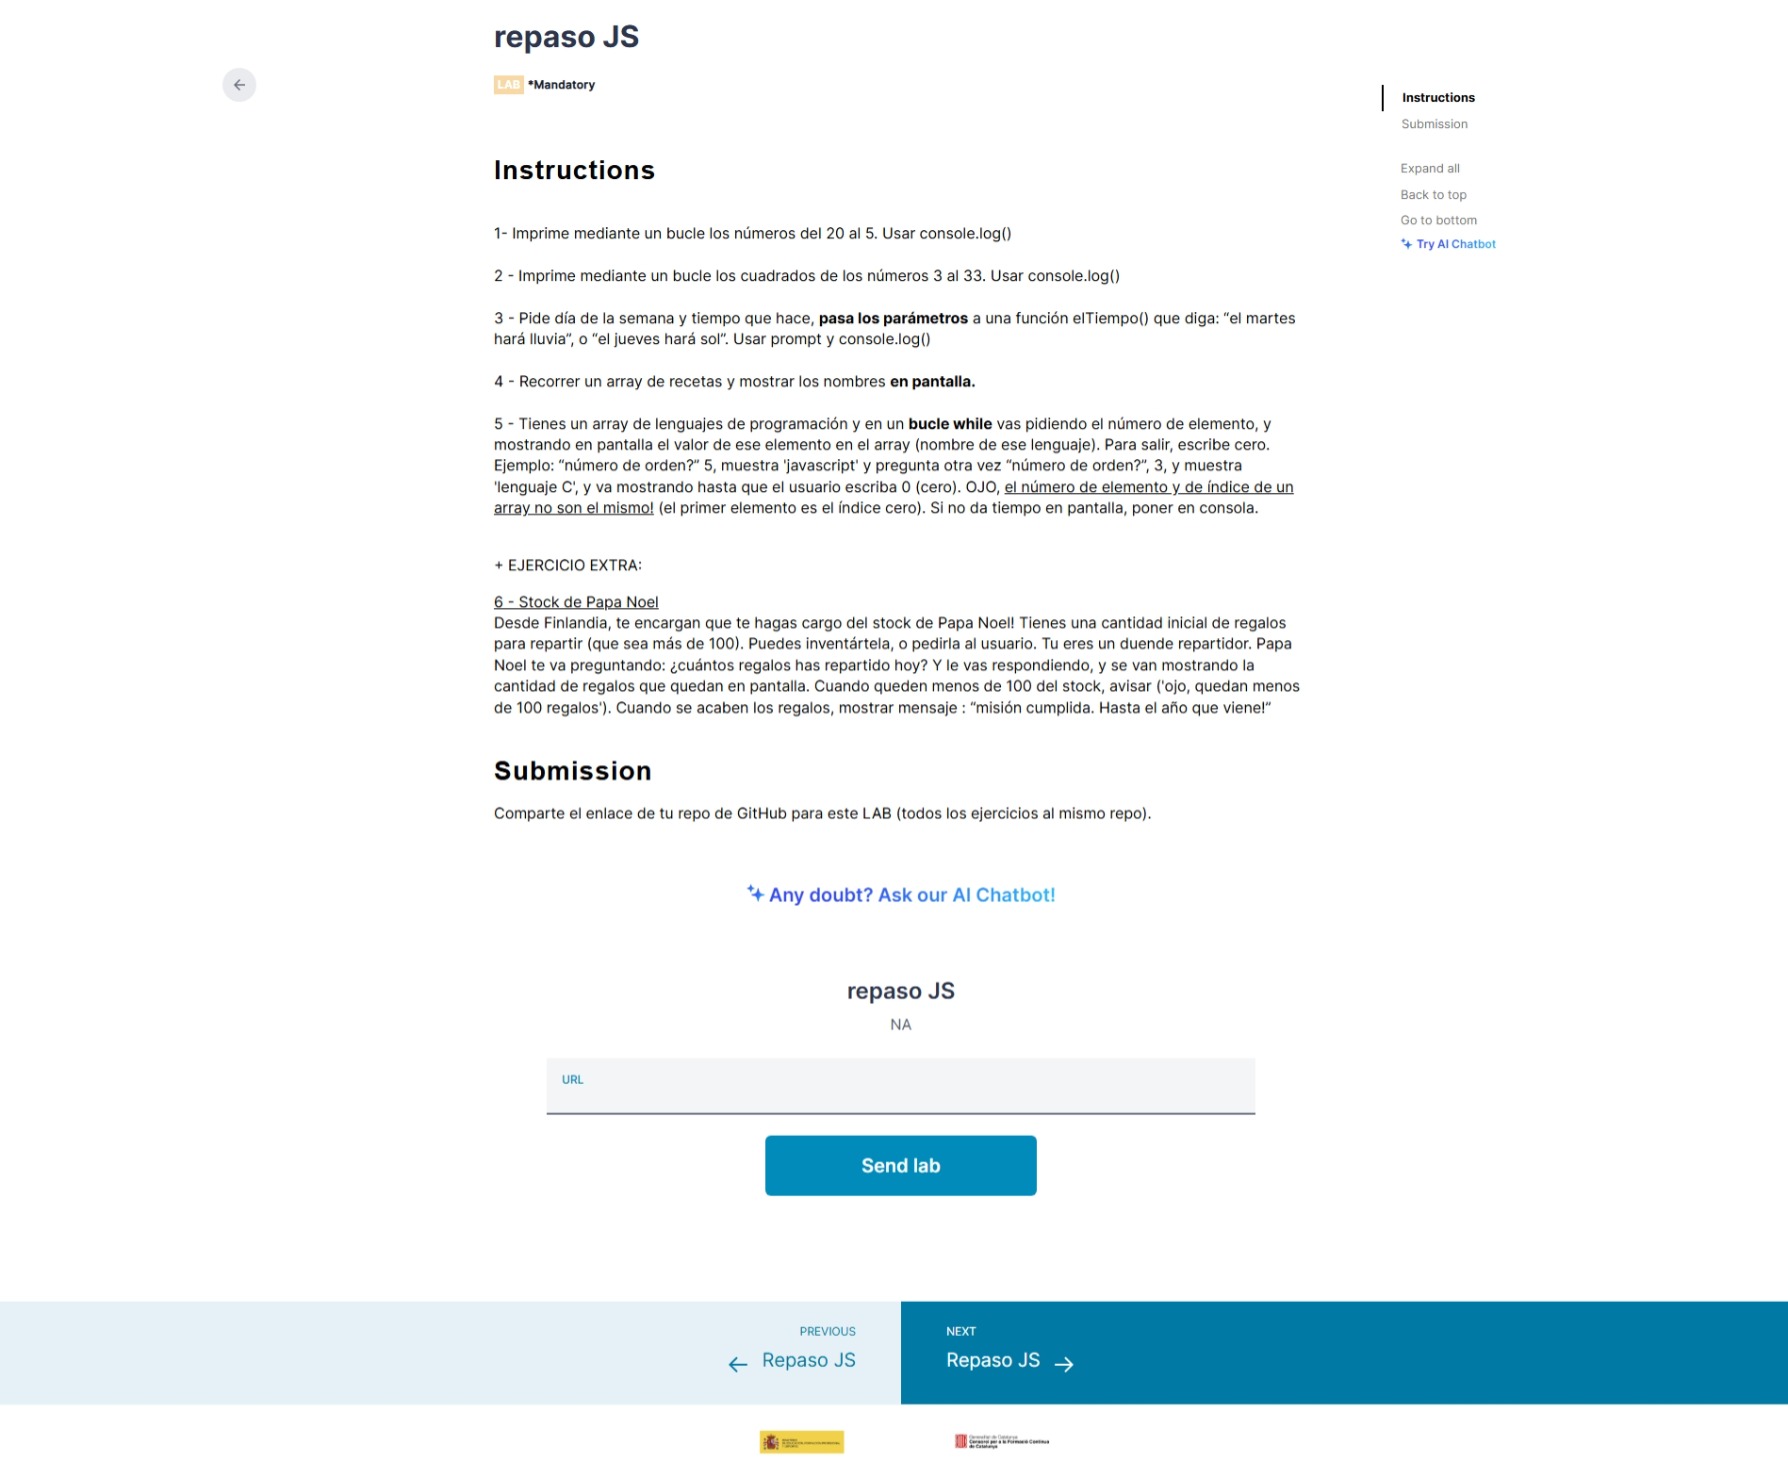 repaso JS
LAB *Mandatory
Instructions
Submission
Expand all
Back to top
Go to bottom
Try AI Chatbot
Instructions
1- Imprime mediante un bucle los números del 20 al 5. Usar console.log()
2 - Imprime mediante un bucle los cuadrados de los números 3 al 33. Usar console.log()
3 - Pide día de la semana y tiempo que hace, pasa los parámetros a una función elTiempo() que diga: “el martes
hará lluvia”, o “el jueves hará sol”. Usar prompt y console.log()
4 - Recorrer un array de recetas y mostrar los nombres en pantalla.
5 - Tienes un array de lenguajes de programación y en un bucle while vas pidiendo el número de elemento, y
mostrando en pantalla el valor de ese elemento en el array (nombre de ese lenguaje). Para salir, escribe cero.
Ejemplo: “número de orden?” 5, muestra 'javascript' y pregunta otra vez “número de orden?”, 3, y muestra
'lenguaje C', y va mostrando hasta que el usuario escriba 0 (cero). OJO, el número de elemento y de índice de un
array no son el mismo! (el primer elemento es el índice cero). Si no da tiempo en pantalla, poner en consola.
+ EJERCICIO EXTRA:
6 - Stock de Papa Noel
Desde Finlandia, te encargan que te hagas cargo del stock de Papa Noel! Tienes una cantidad inicial de regalos
para repartir (que sea más de 100). Puedes inventártela, o pedirla al usuario. Tu eres un duende repartidor. Papa
Noel te va preguntando: ¿cuántos regalos has repartido hoy? Y le vas respondiendo, y se van mostrando la
cantidad de regalos que quedan en pantalla. Cuando queden menos de 100 del stock, avisar ('ojo, quedan menos
de 100 regalos'). Cuando se acaben los regalos, mostrar mensaje : “misión cumplida. Hasta el año que viene!”
Submission
Comparte el enlace de tu repo de GitHub para este LAB (todos los ejercicios al mismo repo).
Any doubt? Ask our AI Chatbot!
repaso JS
NA
URL
Send lab
PREVIOUS
← Repaso JS
NEXT
Repaso JS →
Generalitat de Catalunya
Consorci per a la Formació Contínua
de Catalunya